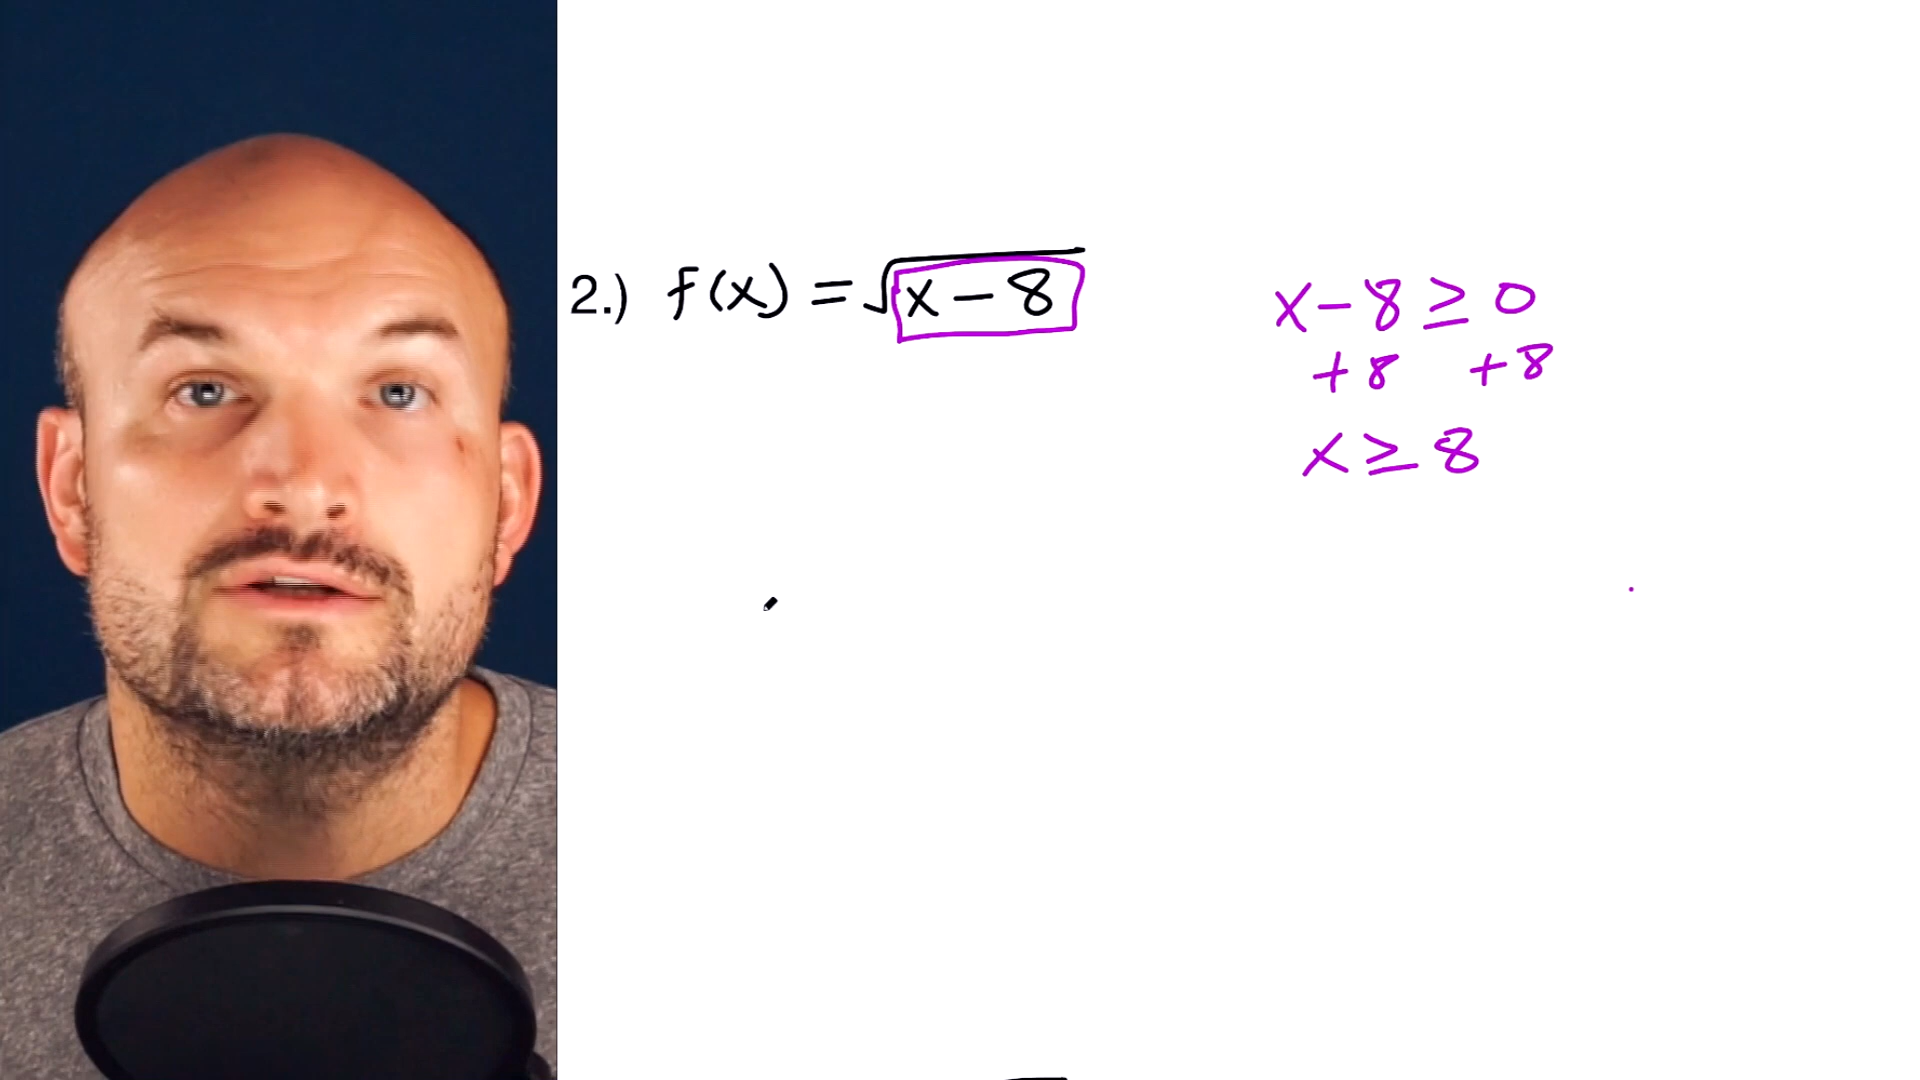 2.) f(x) = √x - 8
x - 8 ≥ 0
+8 +8
x ≥ 8